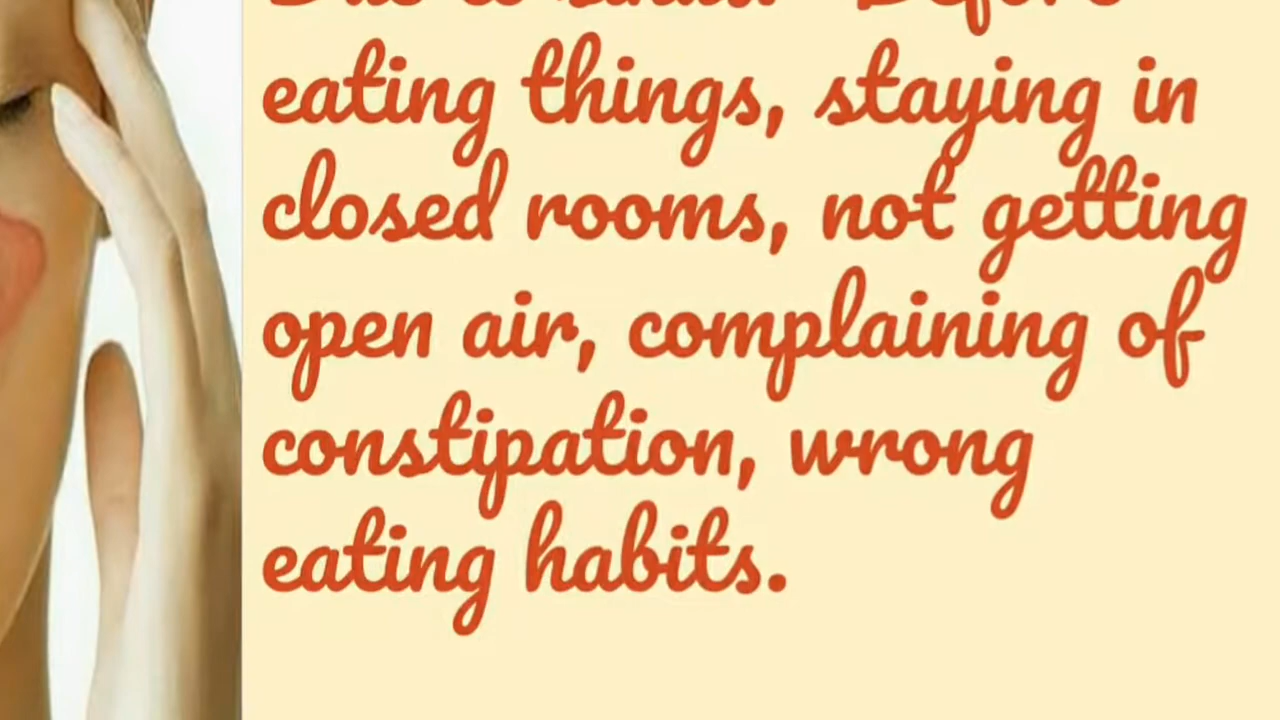 eating things, staying in
closed rooms, not getting
open air, complaining of
constipation, wrong
eating habits.